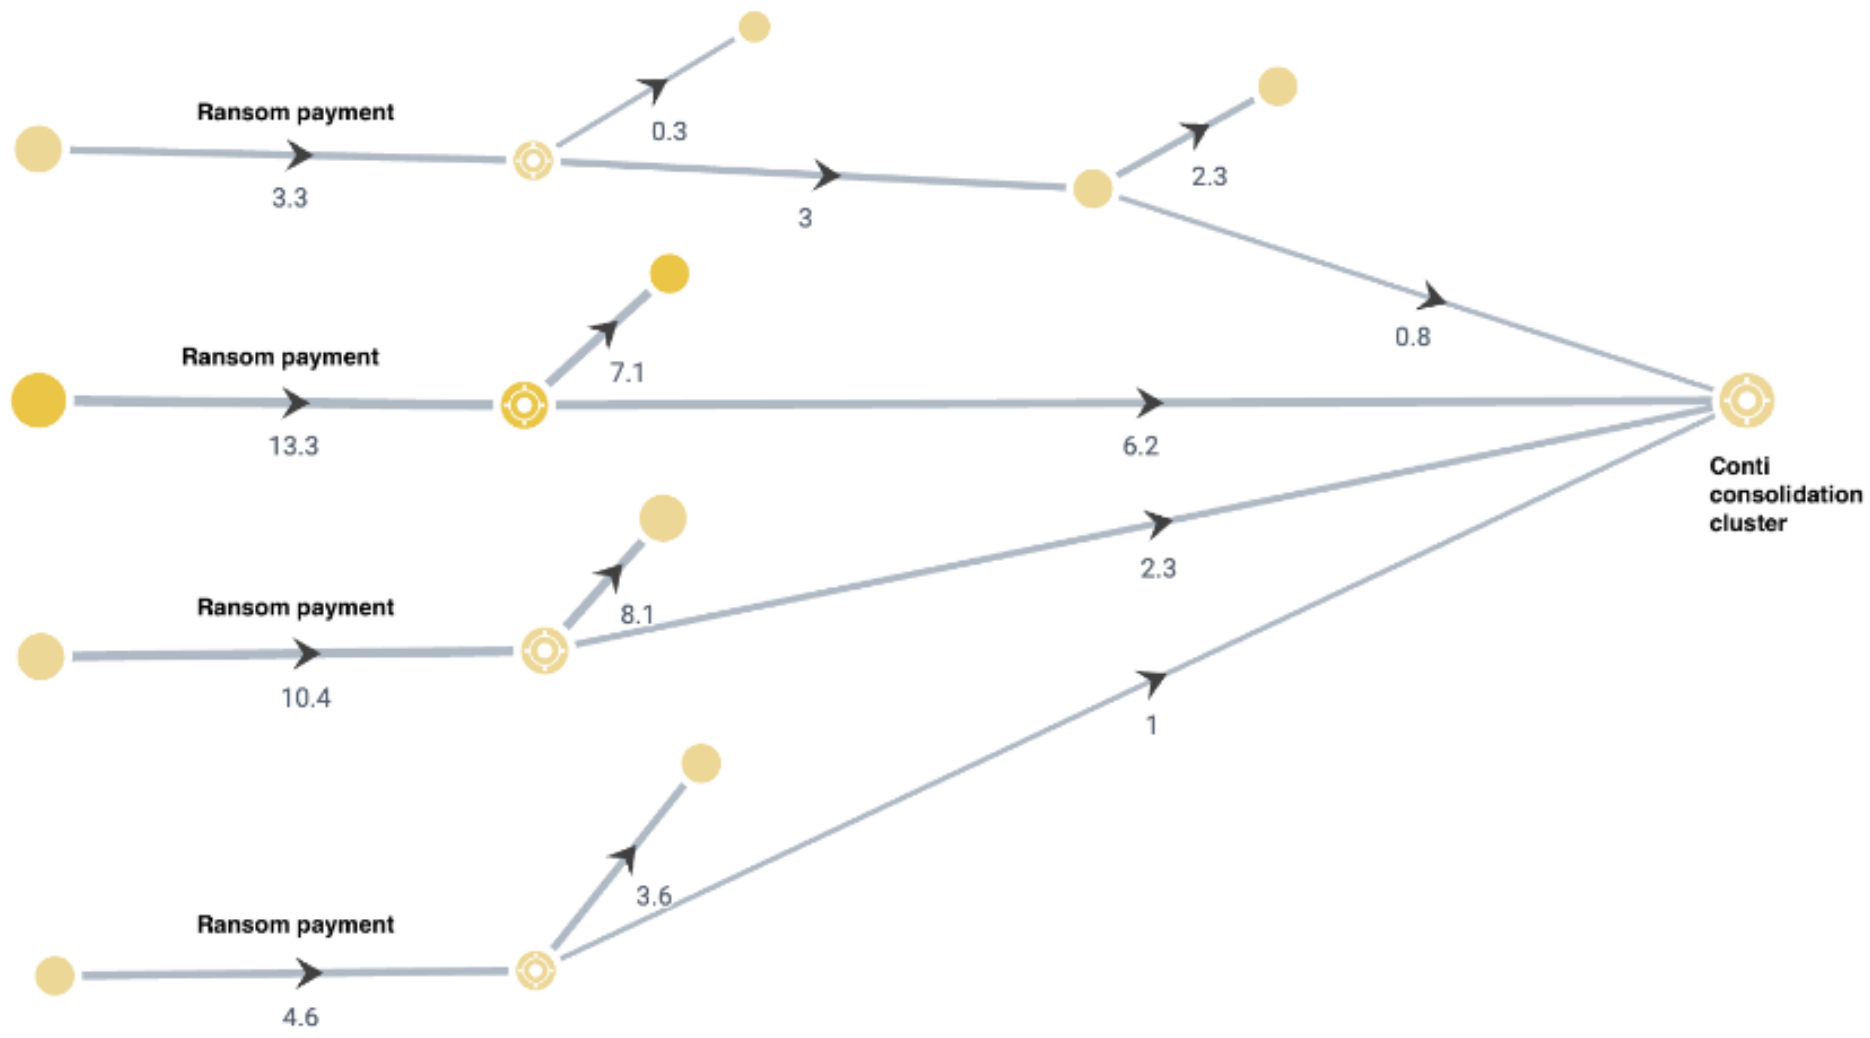 Ransom payment
0.3
3.3
2.3
3
0.8
Ransom payment
7.1
13.3
6.2
Conti
consolidation
cluster
2.3
Ransom payment
8.1
10.4
1
3.6
Ransom payment
4.6